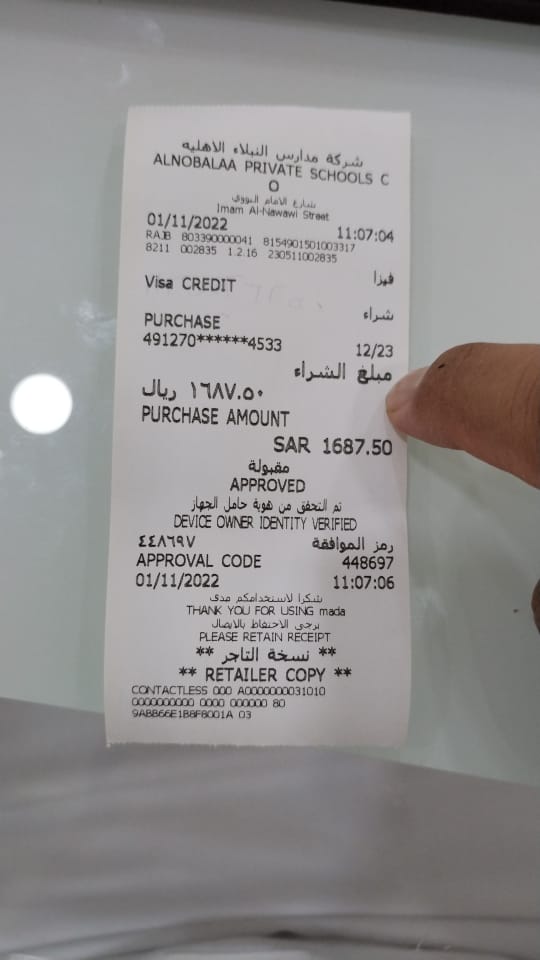 شركة مدارس النبلاء الاهليه
ALNOBALAA PRIVATE SCHOOLS C
O
شارع الامام النووي
Imam Al-Nawawi Street
01/11/2022 11:07:04
RAJB 803390000041 8154901501003317
8211 002835 1.2.16 230511002835
Visa CREDIT فيزا
شراء
PURCHASE
491270******4533 12/23
مبلغ الشراء
١٦٨٧.٥٠ ريال
PURCHASE AMOUNT
SAR 1687.50
مقبولة
APPROVED
تم التحقق من هوية حامل الجهاز
DEVICE OWNER IDENTITY VERIFIED
رمز الموافقة ٤٤٨٦٩٧
APPROVAL CODE 448697
01/11/2022 11:07:06
شكرا لاستخدامكم مدى
THANK YOU FOR USING mada
يرجى الاحتفاظ بالايصال
PLEASE RETAIN RECEIPT
** نسخة التاجر **
** RETAILER COPY **
CONTACTLESS 000 A0000000031010
0000000000 0000 000000 80
9ABB66E1B8F8001A 03